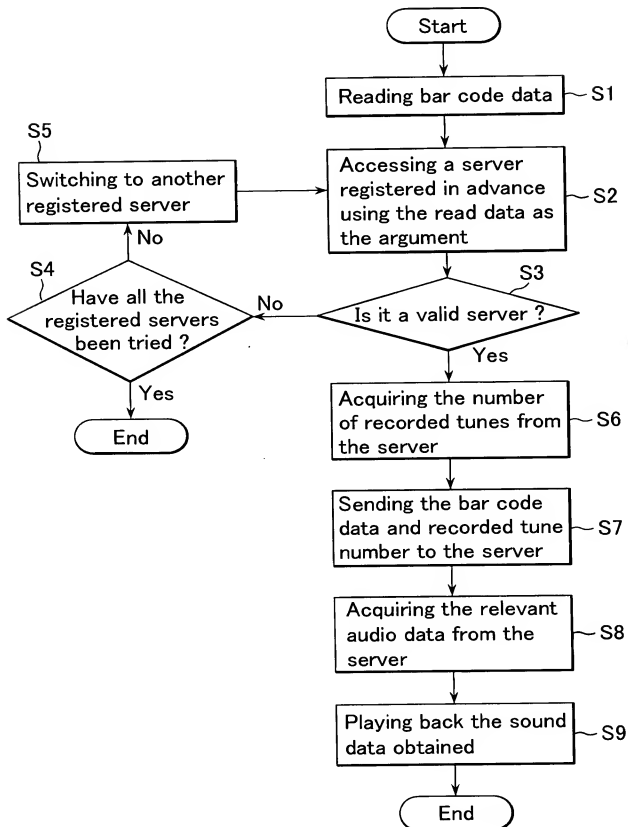 Start
Reading bar code data
S1
S5
Switching to another
registered server
Accessing a server
registered in advance
using the read data as
the argument
S2
No
S4
Have all the
registered servers
been tried ?
No
S3
Is it a valid server ?
Yes
Yes
End
Acquiring the number
of recorded tunes from
the server
S6
Sending the bar code
data and recorded tune
number to the server
S7
Acquiring the relevant
audio data from the
server
S8
Playing back the sound
data obtained
S9
End